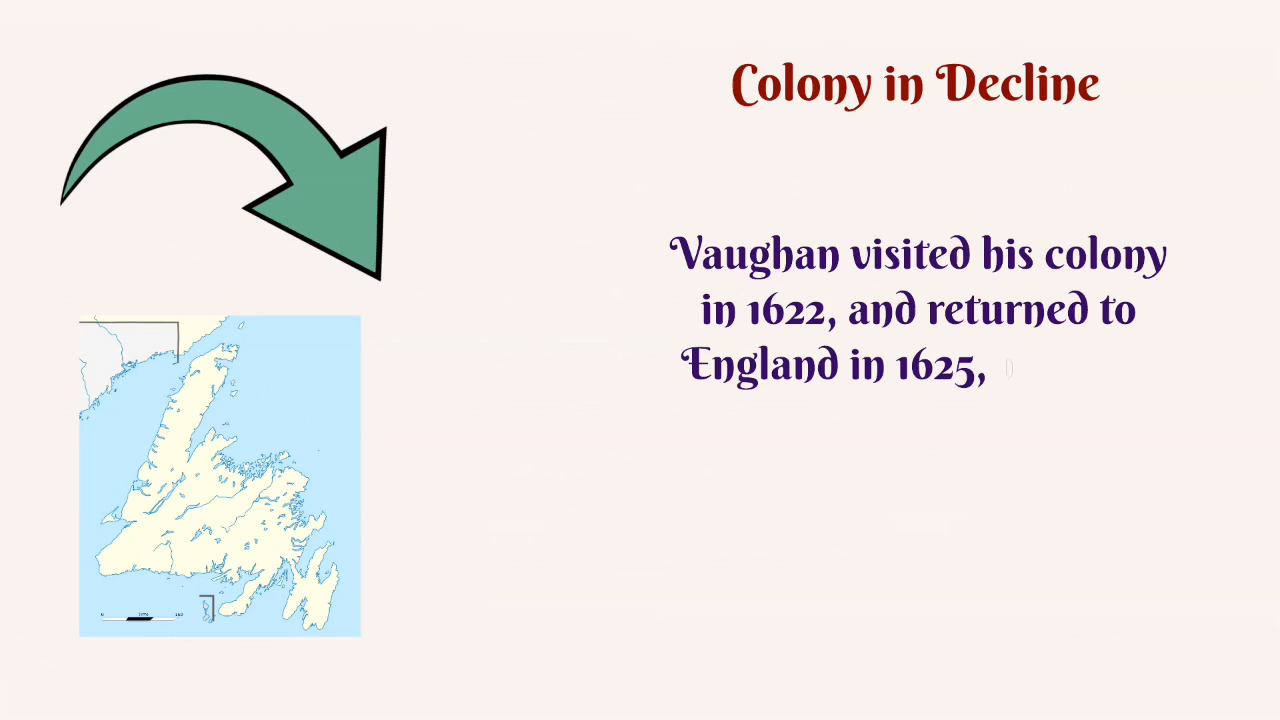 Colony in Decline
Vaughan visited his colony
in 1622, and returned to
England in 1625,